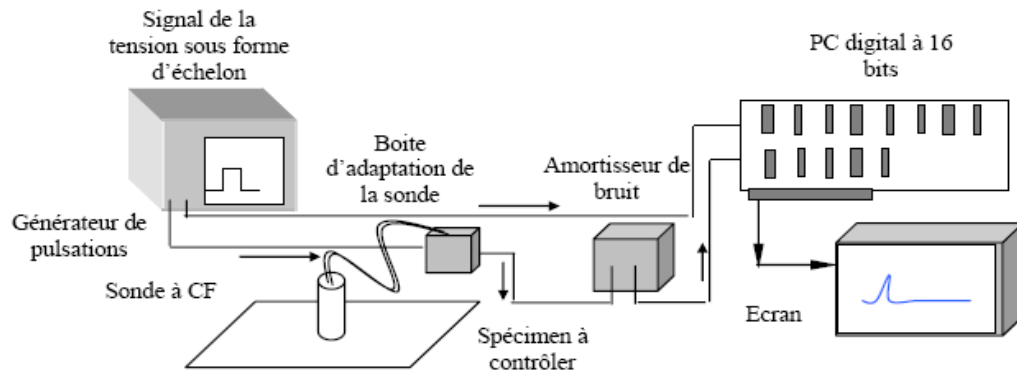 Signal de la
tension sous forme
d'échelon
PC digital à 16
bits
Boite
d'adaptation de
la sonde
Amortisseur de
bruit
Générateur de
pulsations
Sonde à CF
Spécimen à
contrôler
Ecran